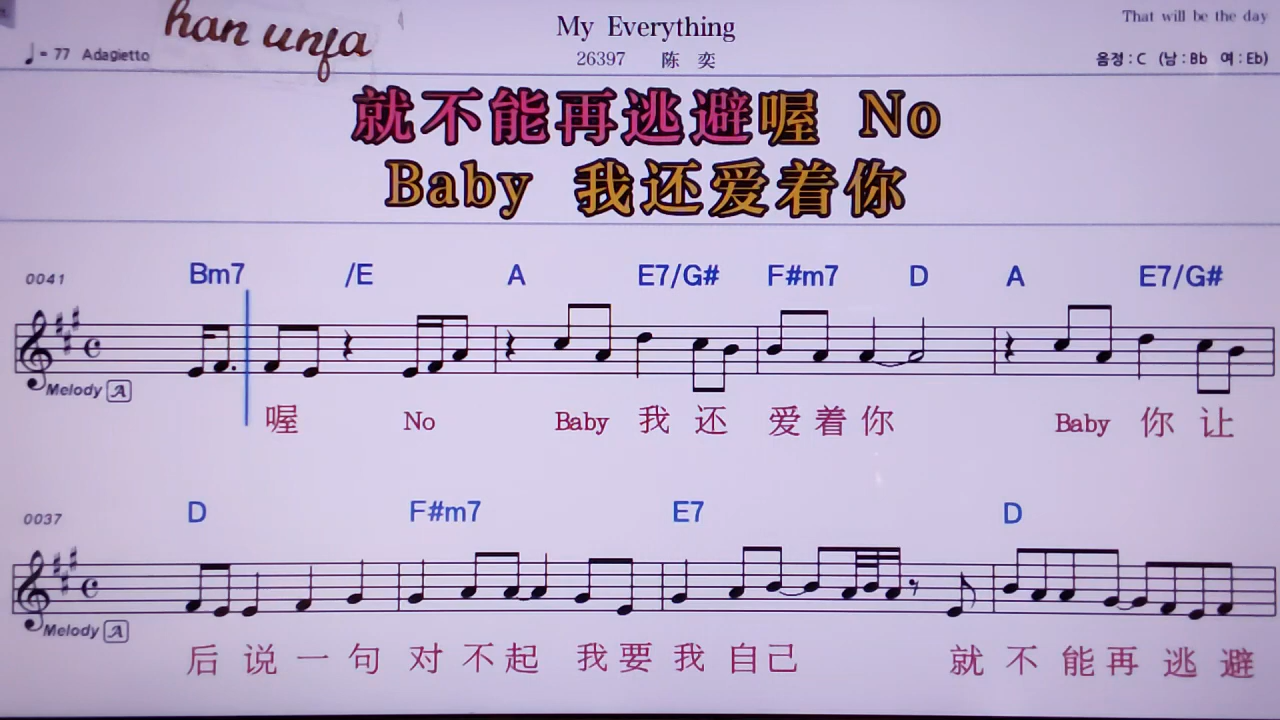 han unja
My Everything
That will be the day
♩= 77 Adagietto
26397 陈 奕
음정 : C (남 : Bb 여 : Eb)
就不能再逃避喔 No
Baby 我还爱着你
0041 Bm7 /E A E7/G# F#m7 D A E7/G#
Melody A
喔 No Baby 我 还 爱 着 你 Baby 你 让
0037 D F#m7 E7 D
Melody A
后 说 一 句 对 不 起 我 要 我 自 己 就 不 能 再 逃 避